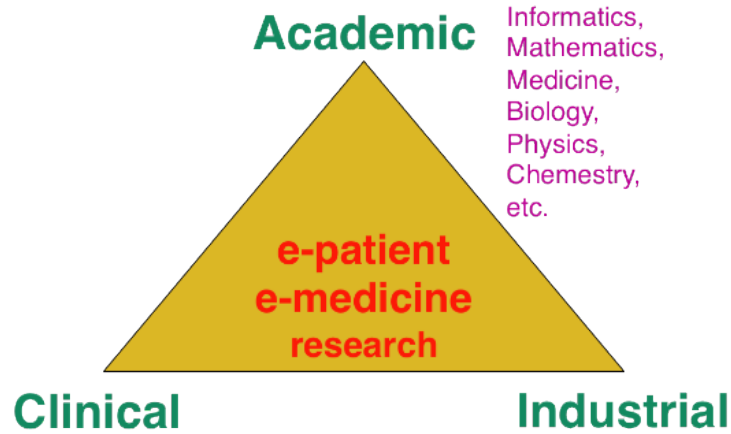 Academic
Informatics,
Mathematics,
Medicine,
Biology,
Physics,
Chemestry,
etc.
e-patient
e-medicine
research
Clinical
Industrial